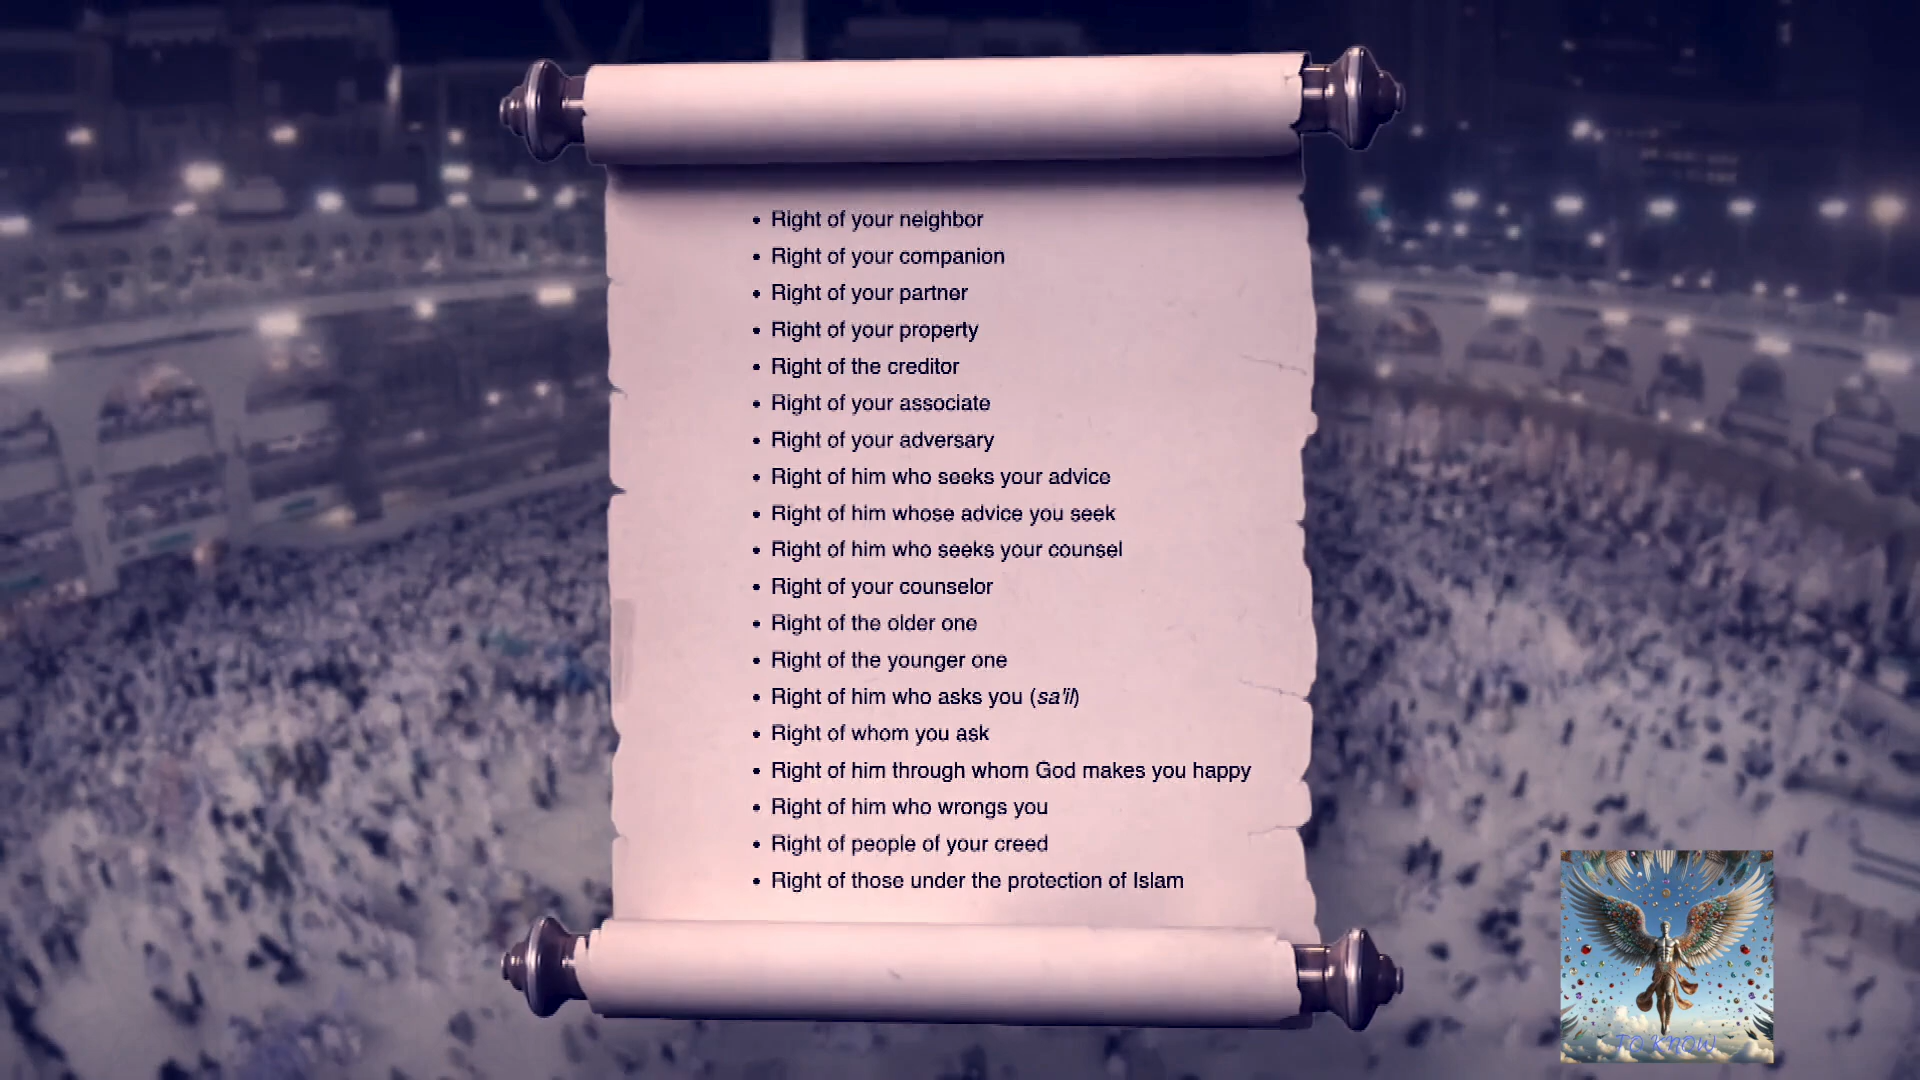 • Right of your neighbor
• Right of your companion
• Right of your partner
• Right of your property
• Right of the creditor
• Right of your associate
• Right of your adversary
• Right of him who seeks your advice
• Right of him whose advice you seek
• Right of him who seeks your counsel
• Right of your counselor
• Right of the older one
• Right of the younger one
• Right of him who asks you (sa'il)
• Right of whom you ask
• Right of him through whom God makes you happy
• Right of him who wrongs you
• Right of people of your creed
• Right of those under the protection of Islam
TO KNOW